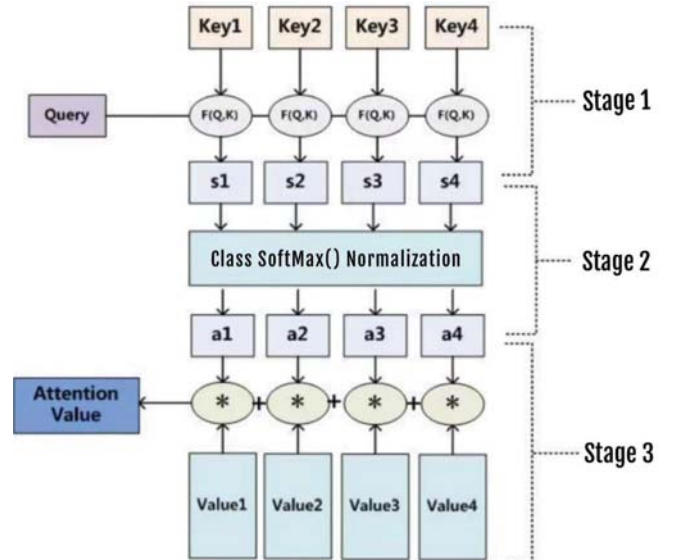 Key1 Key2 Key3 Key4
Stage 1
Query F(Q,K) F(Q,K) F(Q,K) F(Q,K)
s1 s2 s3 s4
Class SoftMax() Normalization
Stage 2
a1 a2 a3 a4
Attention
Value
* + * + * + *
Stage 3
Value1 Value2 Value3 Value4